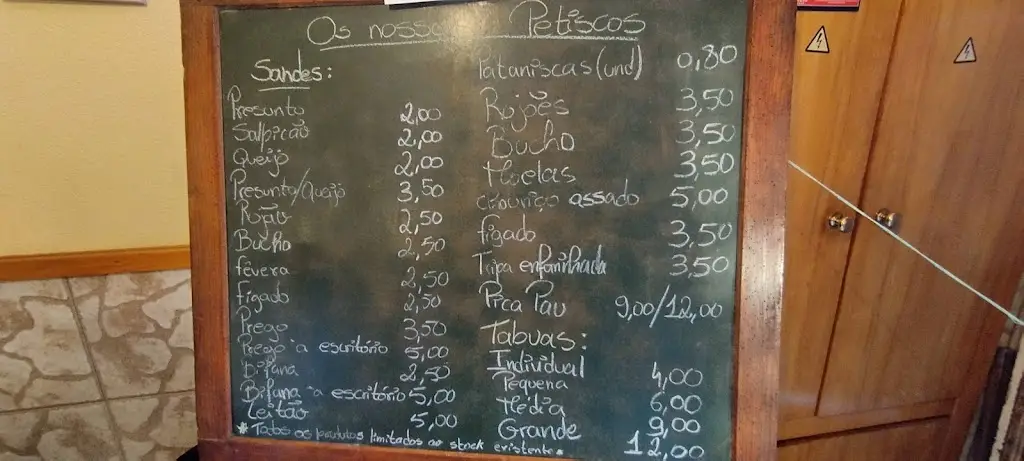 Os nossos Petiscos
Sandes:
Presunto 2,00
Salpicão 2,00
Queijo 2,00
Presunto/Queijo 3,50
Rojão 2,50
Bucho 2,50
fêvera 2,50
fígado 2,50
Prego 3,50
Prego à escritório 5,00
Bifana 2,50
Bifana à escritório 5,00
Leitão 5,00
* Todos os produtos limitados ao stock existente.
Pataniscas (und) 0,80
Rojões 3,50
Bucho 3,50
Moelas 3,50
chouriço assado 5,00
fígado 3,50
Tripa enfarinhada 3,50
Pica Pau 9,00/12,00
Tabuas:
Individual 4,00
Pequena 6,00
Média 9,00
Grande 12,00